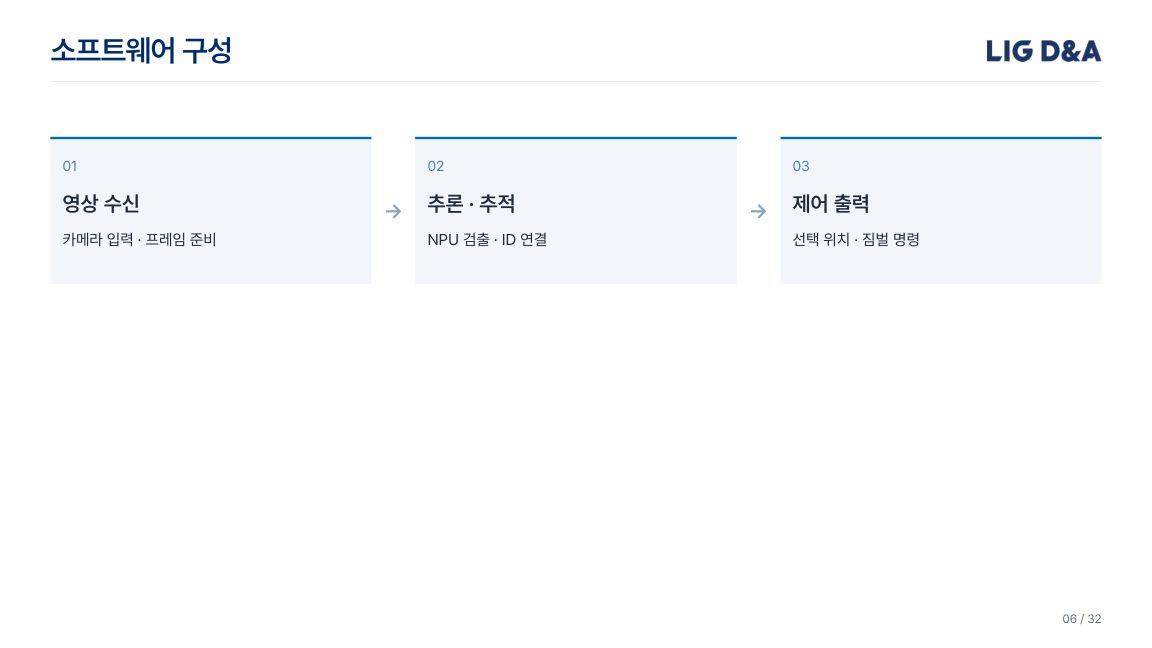 소프트웨어 구성
LIG D&A
01
영상 수신
카메라 입력 · 프레임 준비
→
02
추론 · 추적
NPU 검출 · ID 연결
→
03
제어 출력
선택 위치 · 짐벌 명령
06 / 32